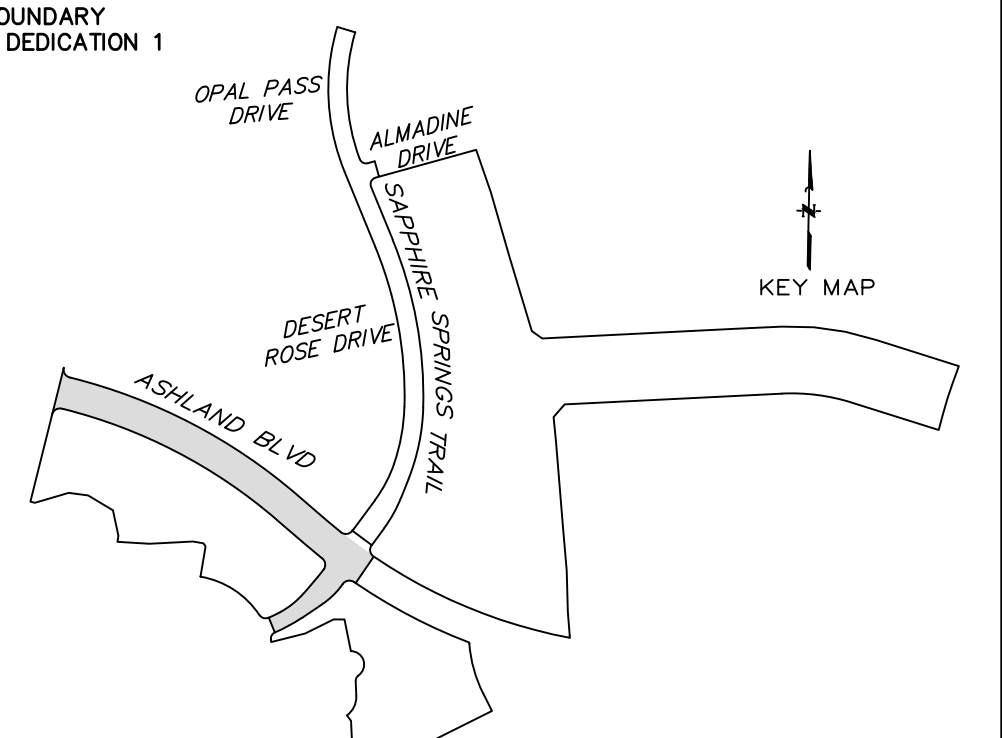 OUNDARY
DEDICATION 1
OPAL PASS
DRIVE
ALMADINE
DRIVE
SAPPHIRE SPRINGS TRAIL
N
KEY MAP
DESERT
ROSE DRIVE
ASHLAND BLVD